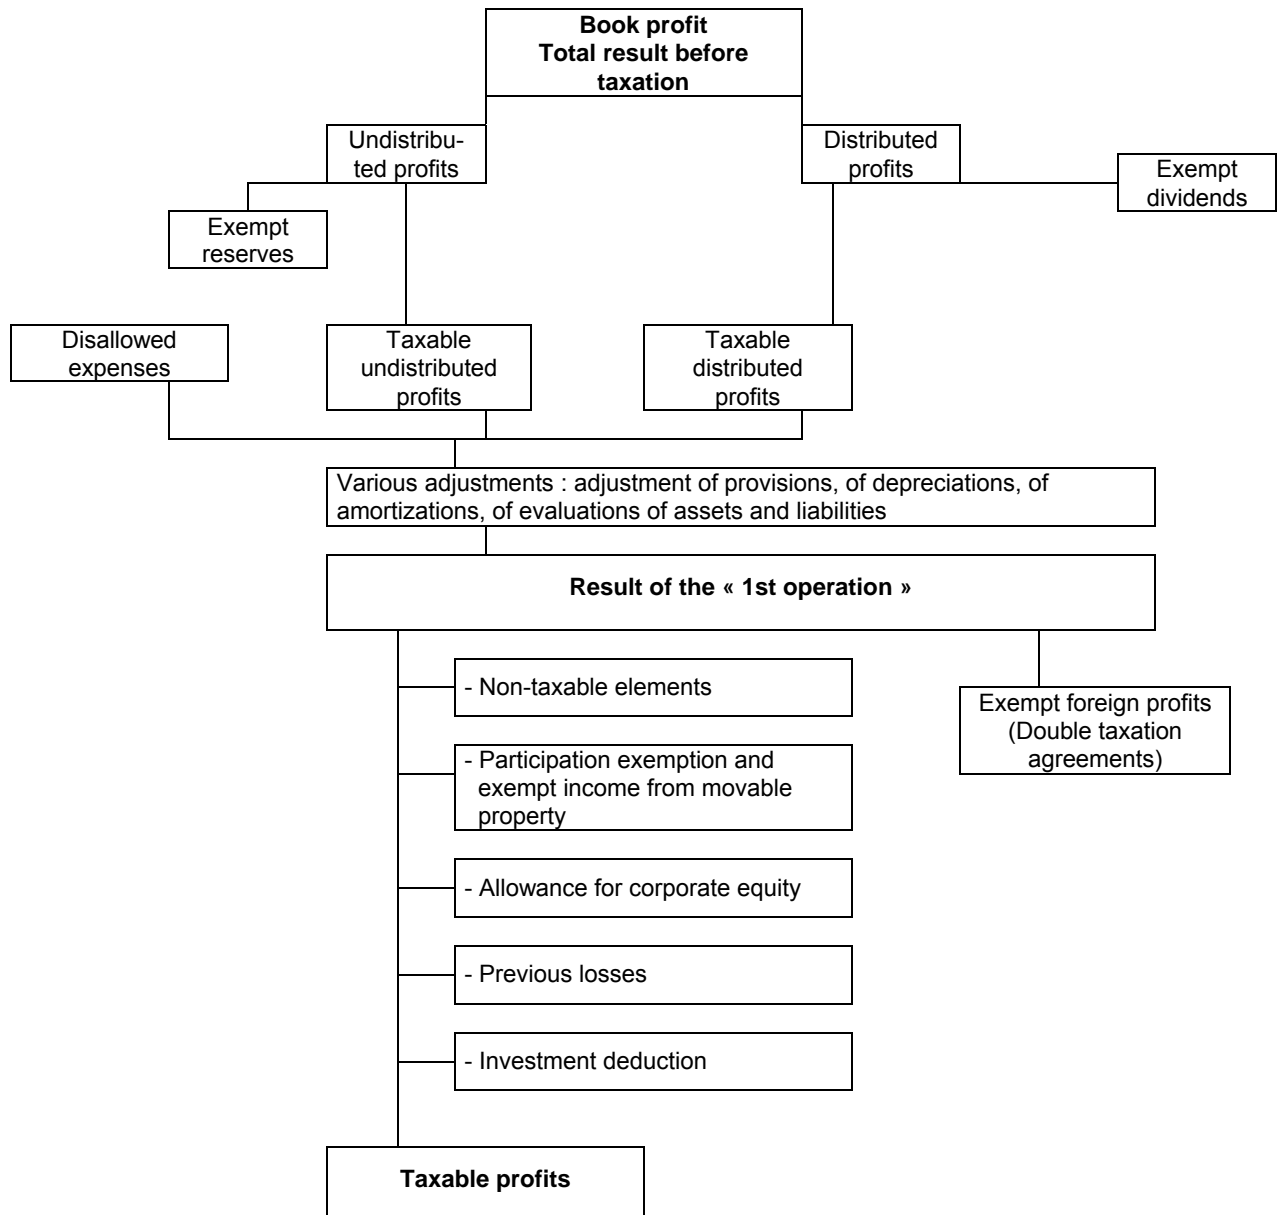 Book profit
Total result before
taxation
Undistribu-
ted profits
Distributed
profits
Exempt
dividends
Exempt
reserves
Disallowed
expenses
Taxable
undistributed
profits
Taxable
distributed
profits
Various adjustments : adjustment of provisions, of depreciations, of
amortizations, of evaluations of assets and liabilities
Result of the « 1st operation »
- Non-taxable elements
Exempt foreign profits
(Double taxation
agreements)
- Participation exemption and
exempt income from movable
property
- Allowance for corporate equity
- Previous losses
- Investment deduction
Taxable profits